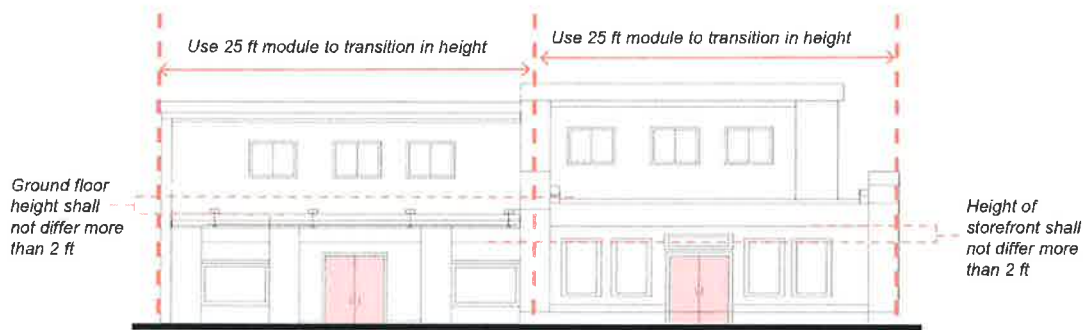 Use 25 ft module to transition in height
Use 25 ft module to transition in height
Ground floor
height shall
not differ more
than 2 ft
Height of
storefront shall
not differ more
than 2 ft